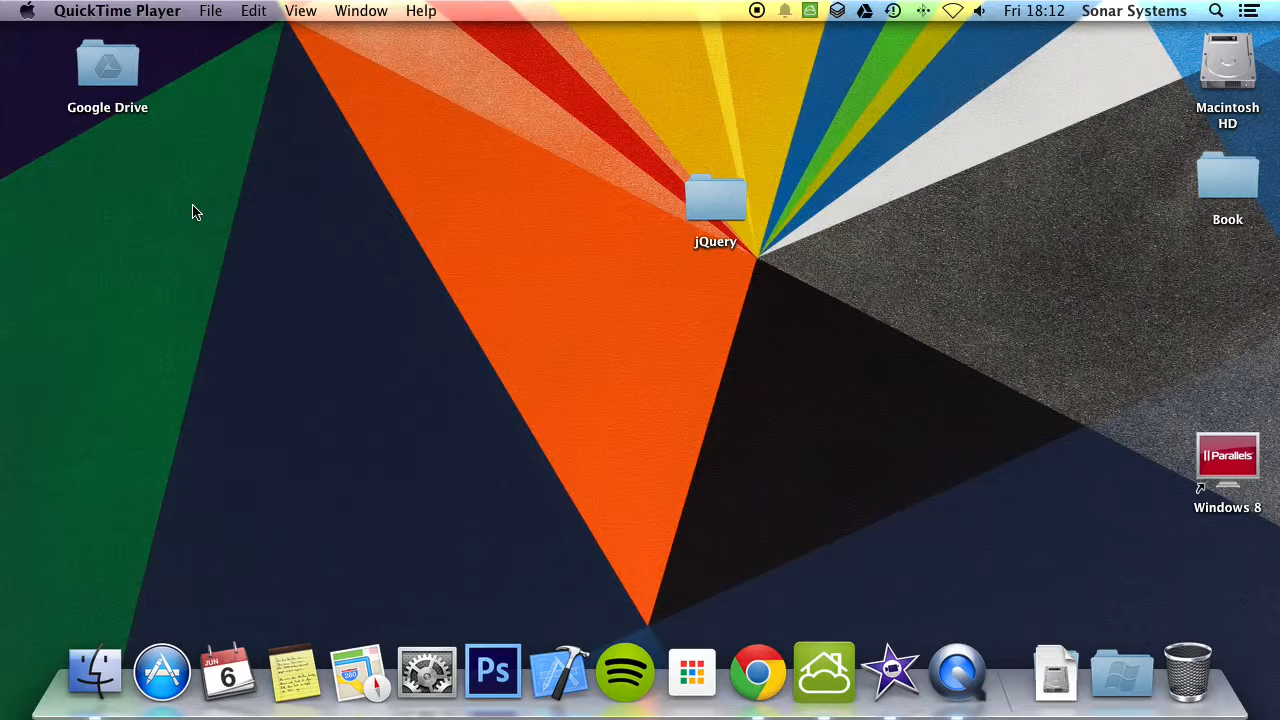 QuickTime Player File Edit View Window Help Fri 18:12 Sonar Systems
Google Drive
Macintosh
HD
Book
jQuery
Parallels
Windows 8
JUN
6
280
Ps